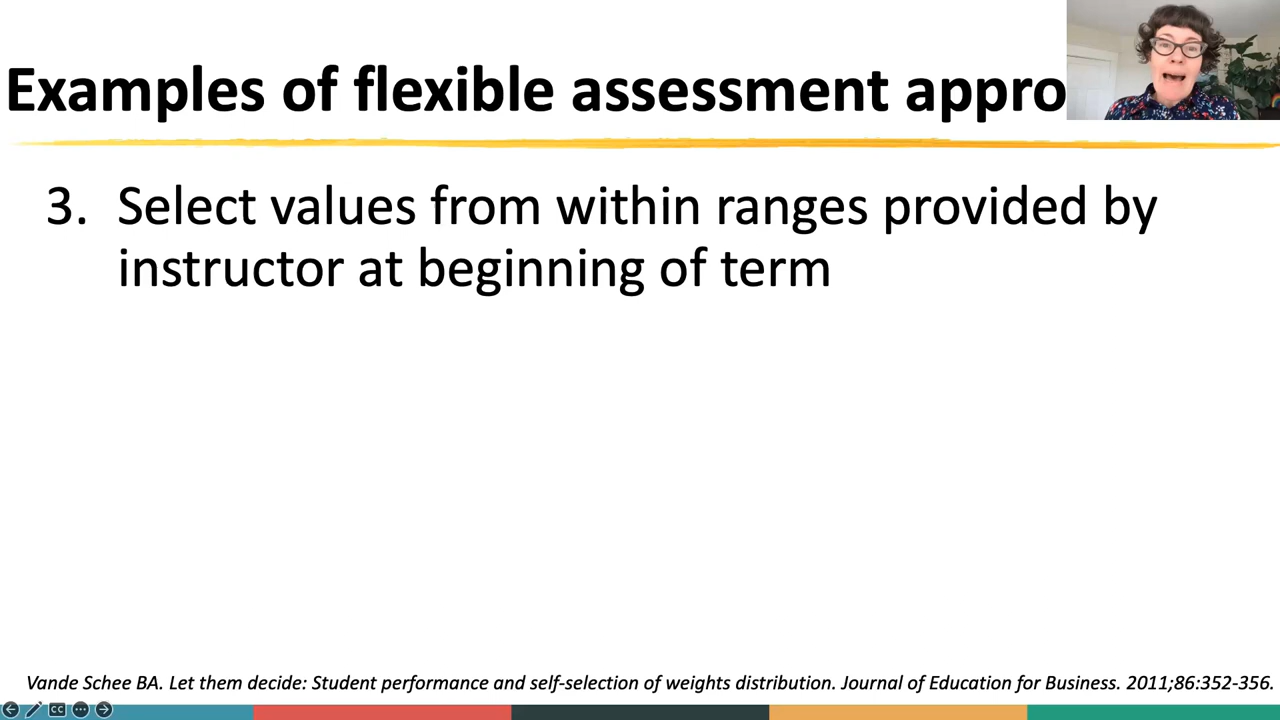 Examples of flexible assessment appro
3. Select values from within ranges provided by
instructor at beginning of term
Vande Schee BA. Let them decide: Student performance and self-selection of weights distribution. Journal of Education for Business. 2011;86:352-356.
CC